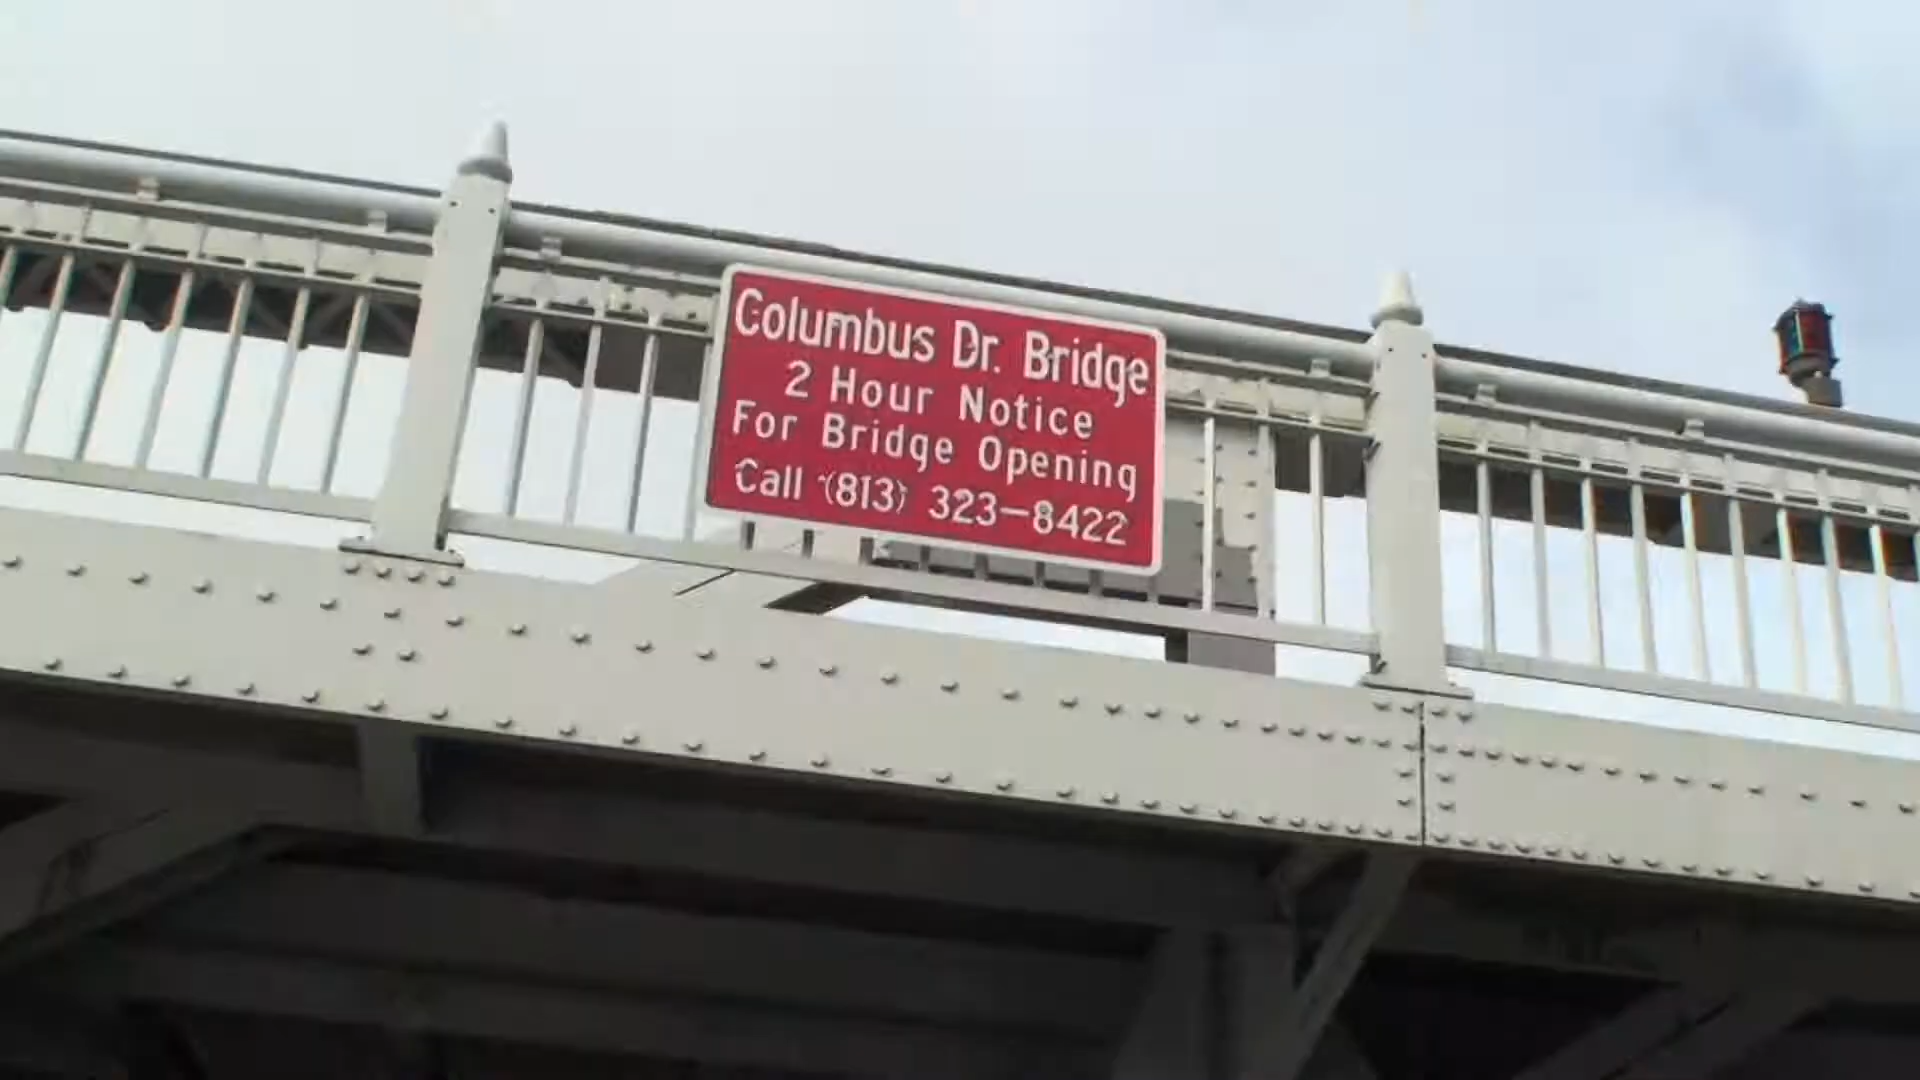 Columbus Dr. Bridge
2 Hour Notice
For Bridge Opening
Call (813) 323-8422